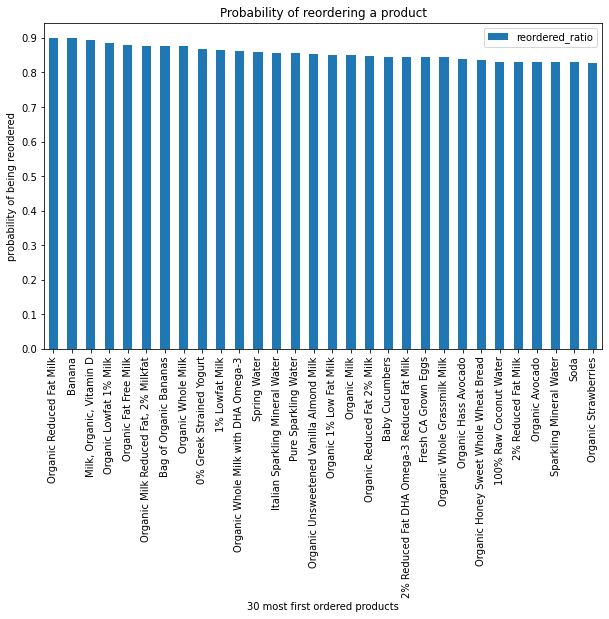 Probability of reordering a product
reordered_ratio
probability of being reordered
0.9
0.8
0.7
0.6
0.5
0.4
0.3
0.2
0.1
0.0
Organic Reduced Fat Milk
Banana
Milk, Organic, Vitamin D
Organic Lowfat 1% Milk
Organic Fat Free Milk
Organic Milk Reduced Fat, 2% Milkfat
Bag of Organic Bananas
Organic Whole Milk
0% Greek Strained Yogurt
1% Lowfat Milk
Organic Whole Milk with DHA Omega-3
Spring Water
Italian Sparkling Mineral Water
Pure Sparkling Water
Organic Unsweetened Vanilla Almond Milk
Organic 1% Low Fat Milk
Organic Milk
Organic Reduced Fat 2% Milk
Baby Cucumbers
2% Reduced Fat DHA Omega-3 Reduced Fat Milk
Fresh CA Grown Eggs
Organic Whole Grassmilk Milk
Organic Hass Avocado
Organic Honey Sweet Whole Wheat Bread
100% Raw Coconut Water
2% Reduced Fat Milk
Organic Avocado
Sparkling Mineral Water
Soda
Organic Strawberries
30 most first ordered products